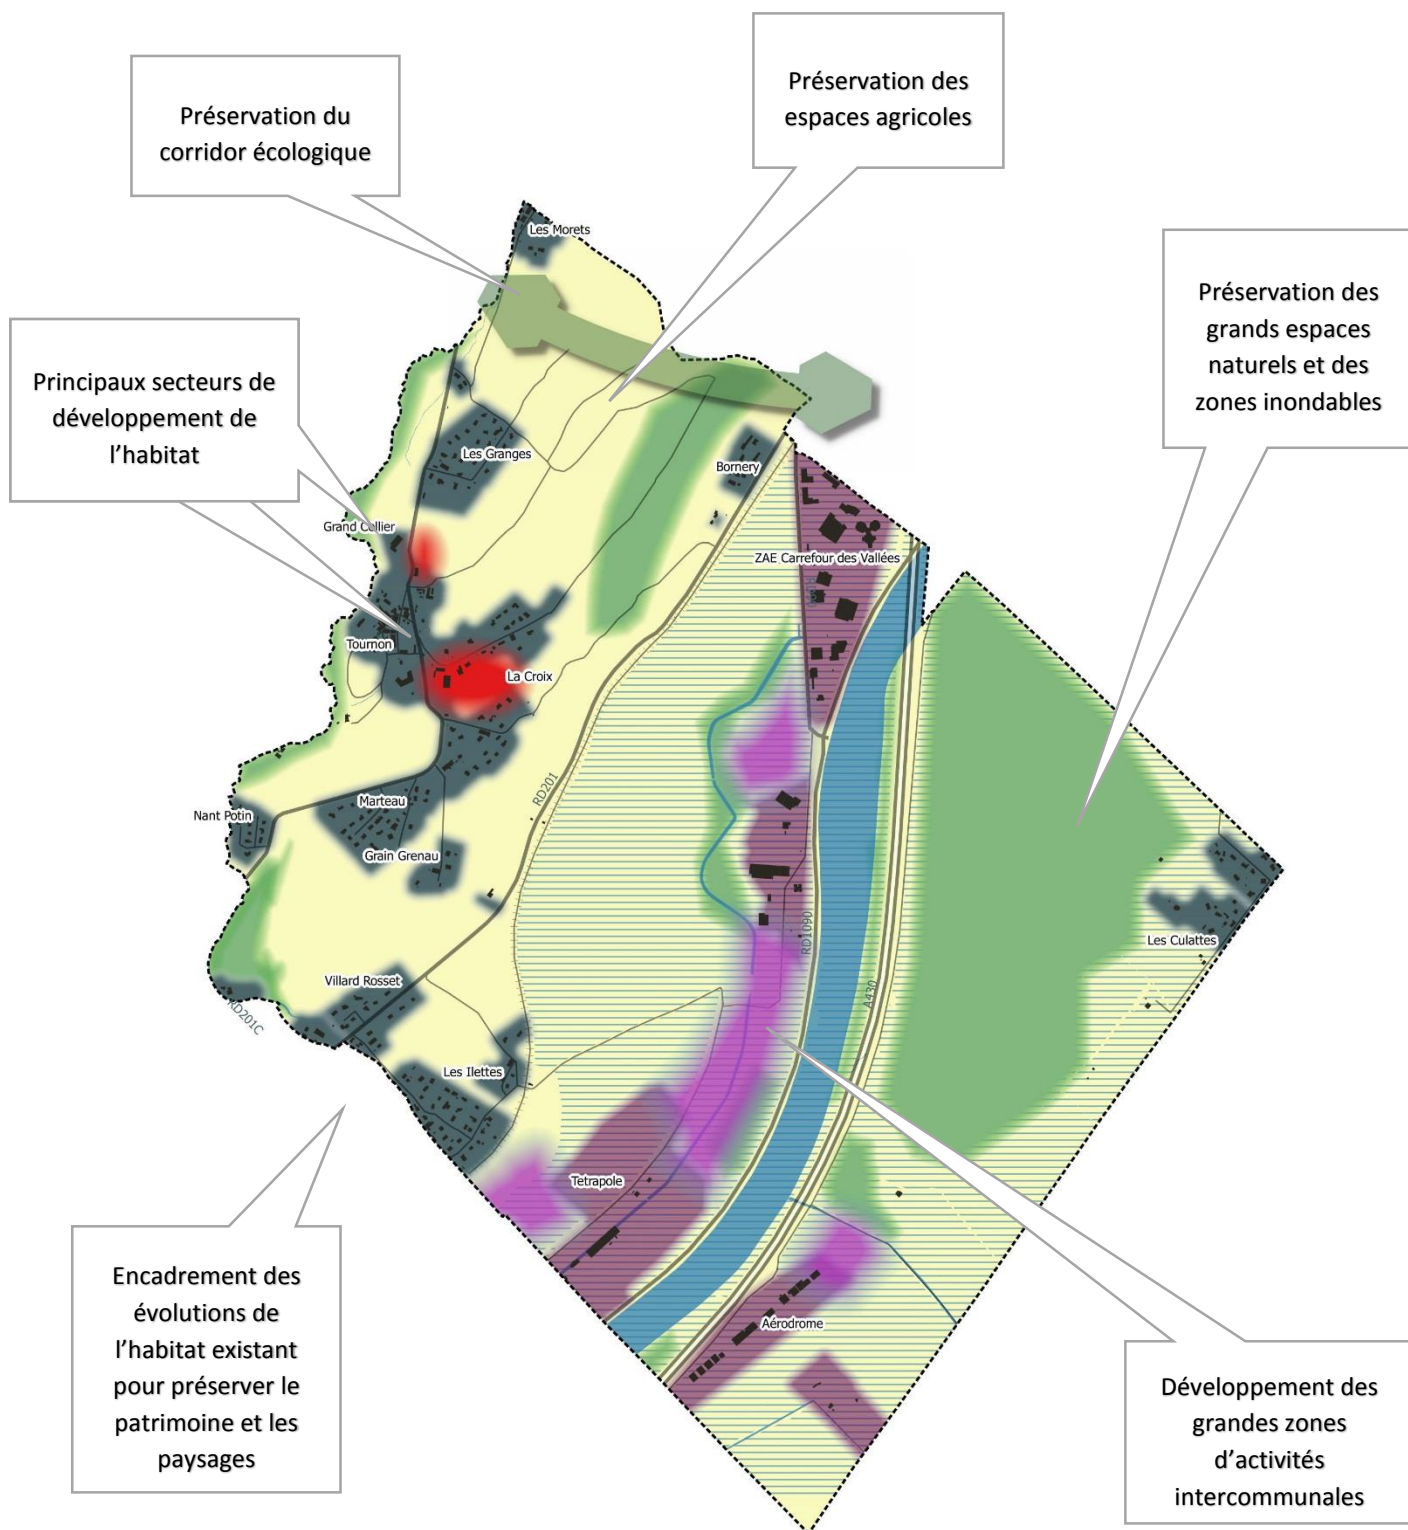 Préservation des
espaces agricoles
Préservation du
corridor écologique
Les Morets
Préservation des
grands espaces
naturels et des
zones inondables
Principaux secteurs de
développement de
l’habitat
Les Granges
Bornery
Grand Cellier
ZAE Carrefour des Vallées
Tournon
La Croix
RD201
Marteau
Nant Potin
Grain Grenau
RD1090
Les Culattes
Villard Rosset
A430
RD201C
Les Ilettes
Tetrapole
Aérodrome
Encadrement des
évolutions de
l’habitat existant
pour préserver le
patrimoine et les
paysages
Développement des
grandes zones
d’activités
intercommunales